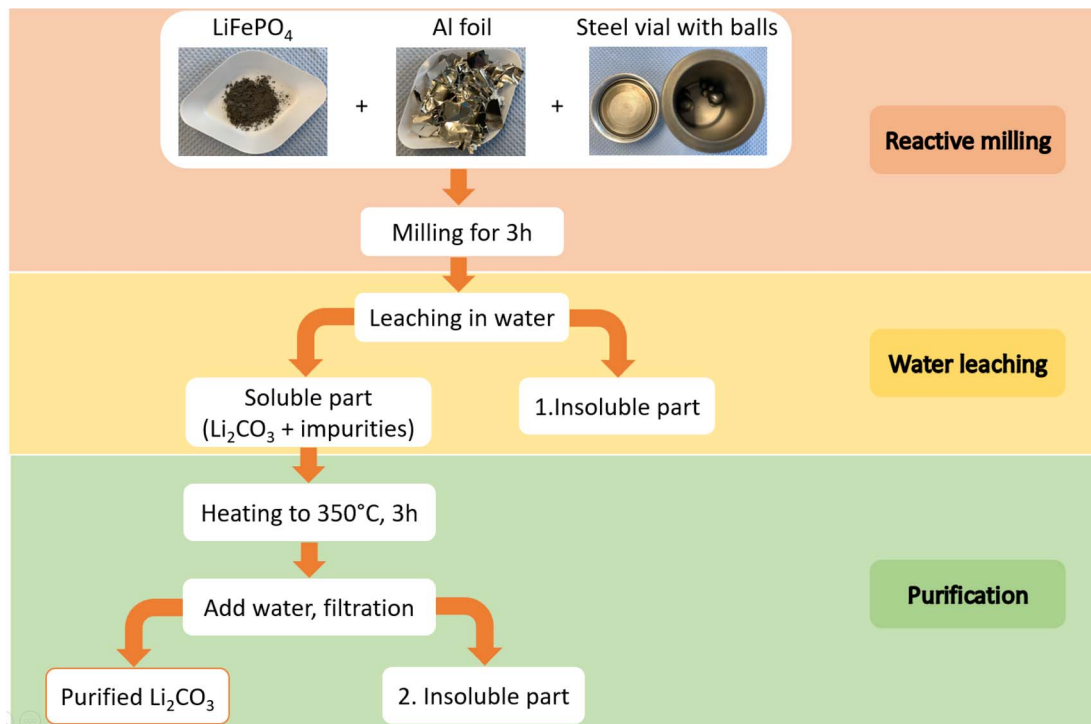 LiFePO₄
Al foil
Steel vial with balls
+
+
Reactive milling
Milling for 3h
Leaching in water
Water leaching
Soluble part
(Li₂CO₃ + impurities)
1.Insoluble part
Heating to 350°C, 3h
Add water, filtration
Purification
Purified Li₂CO₃
2. Insoluble part